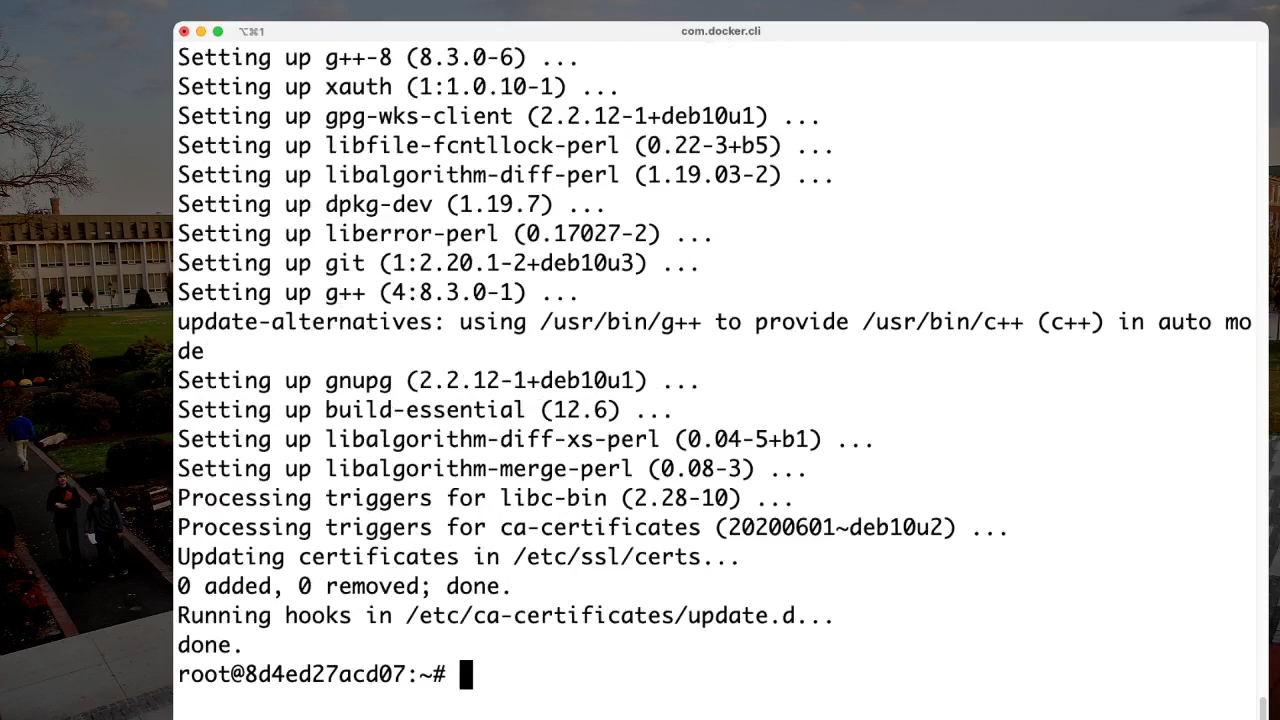 ⌥⌘1
com.docker.cli
Setting up g++-8 (8.3.0-6) ...
Setting up xauth (1:1.0.10-1) ...
Setting up gpg-wks-client (2.2.12-1+deb10u1) ...
Setting up libfile-fcntllock-perl (0.22-3+b5) ...
Setting up libalgorithm-diff-perl (1.19.03-2) ...
Setting up dpkg-dev (1.19.7) ...
Setting up liberror-perl (0.17027-2) ...
Setting up git (1:2.20.1-2+deb10u3) ...
Setting up g++ (4:8.3.0-1) ...
update-alternatives: using /usr/bin/g++ to provide /usr/bin/c++ (c++) in auto mo
de
Setting up gnupg (2.2.12-1+deb10u1) ...
Setting up build-essential (12.6) ...
Setting up libalgorithm-diff-xs-perl (0.04-5+b1) ...
Setting up libalgorithm-merge-perl (0.08-3) ...
Processing triggers for libc-bin (2.28-10) ...
Processing triggers for ca-certificates (20200601~deb10u2) ...
Updating certificates in /etc/ssl/certs...
0 added, 0 removed; done.
Running hooks in /etc/ca-certificates/update.d...
done.
root@8d4ed27acd07:~#